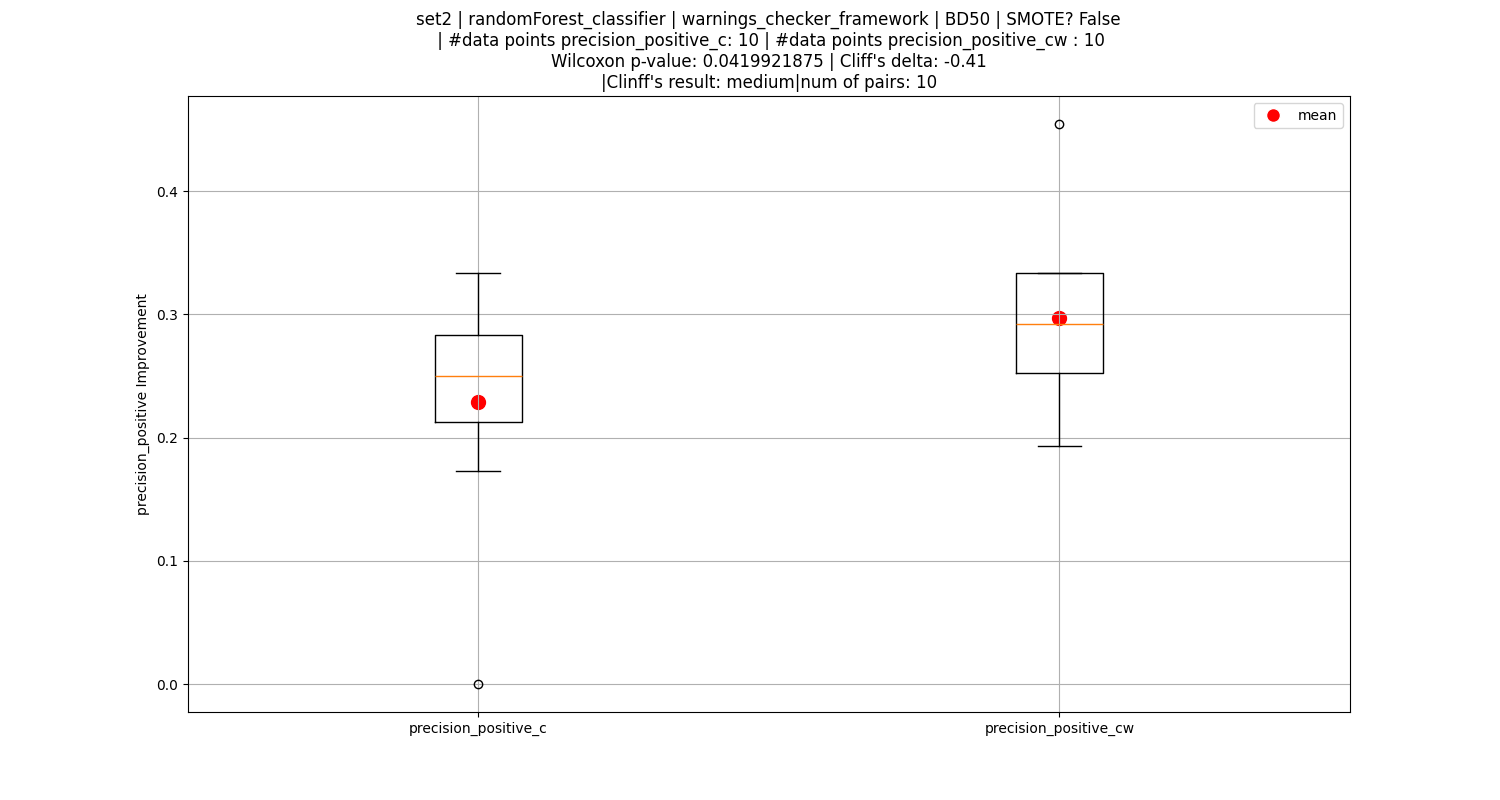 set2 | randomForest_classifier | warnings_checker_framework | BD50 | SMOTE? False
| #data points precision_positive_c: 10 | #data points precision_positive_cw : 10
Wilcoxon p-value: 0.0419921875 | Cliff's delta: -0.41
|Clinff's result: medium|num of pairs: 10
mean
precision_positive Improvement
0.4
0.3
0.2
0.1
0.0
precision_positive_c
precision_positive_cw